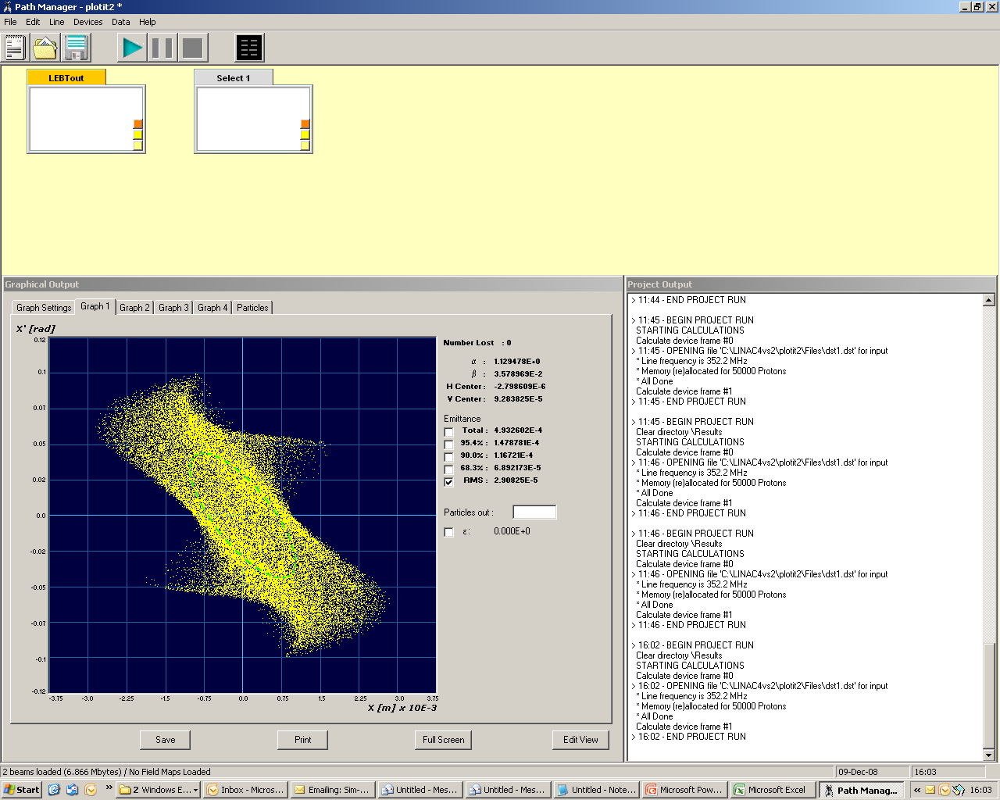 Path Manager - plotit2 *
File Edit Line Devices Data Help
LEBTout
Select 1
Graphical Output
Graph Settings Graph 1 Graph 2 Graph 3 Graph 4 Particles
X' [rad]
0.12
0.1
0.07
0.05
0.02
0.0
-0.02
-0.05
-0.07
-0.1
-0.12
-3.75 -3.0 -2.25 -1.5 -0.75 0.0 0.75 1.5 2.25 3.0 3.75
X [m] x 10E-3
Number Lost : 0
α : 1.129478E+0
β : 3.578969E-2
H Center : -2.798609E-6
V Center : 9.283825E-5
Emittance
Total : 4.932602E-4
95.4% : 1.478781E-4
90.0% : 1.16721E-4
68.3% : 6.892173E-5
RMS : 2.90825E-5
Particles out :
ε : 0.000E+0
Save Print Full Screen Edit View
Project Output
> 11:44 - END PROJECT RUN
> 11:45 - BEGIN PROJECT RUN
STARTING CALCULATIONS
Calculate device frame #0
> 11:45 - OPENING file 'C:\LINAC4vs2\plotit2\Files\dst1.dst' for input
* Line frequency is 352.2 MHz
* Memory (re)allocated for 50000 Protons
* All Done
Calculate device frame #1
> 11:45 - END PROJECT RUN
> 11:45 - BEGIN PROJECT RUN
Clear directory \Results
STARTING CALCULATIONS
Calculate device frame #0
> 11:46 - OPENING file 'C:\LINAC4vs2\plotit2\Files\dst1.dst' for input
* Line frequency is 352.2 MHz
* Memory (re)allocated for 50000 Protons
* All Done
Calculate device frame #1
> 11:46 - END PROJECT RUN
> 11:46 - BEGIN PROJECT RUN
Clear directory \Results
STARTING CALCULATIONS
Calculate device frame #0
> 11:46 - OPENING file 'C:\LINAC4vs2\plotit2\Files\dst1.dst' for input
* Line frequency is 352.2 MHz
* Memory (re)allocated for 50000 Protons
* All Done
Calculate device frame #1
> 11:46 - END PROJECT RUN
> 16:02 - BEGIN PROJECT RUN
Clear directory \Results
STARTING CALCULATIONS
Calculate device frame #0
> 16:02 - OPENING file 'C:\LINAC4vs2\plotit2\Files\dst1.dst' for input
* Line frequency is 352.2 MHz
* Memory (re)allocated for 50000 Protons
* All Done
Calculate device frame #1
> 16:02 - END PROJECT RUN
2 beams loaded (6.866 Mbytes) / No Field Maps Loaded 09-Dec-08 16:03
Start » 2 Windows E... Inbox - Micros... Emailing: Sim-... Untitled - Mes... Untitled - Mes... Untitled - Note... Microsoft Pow... Microsoft Excel Path Manag... « 16:03